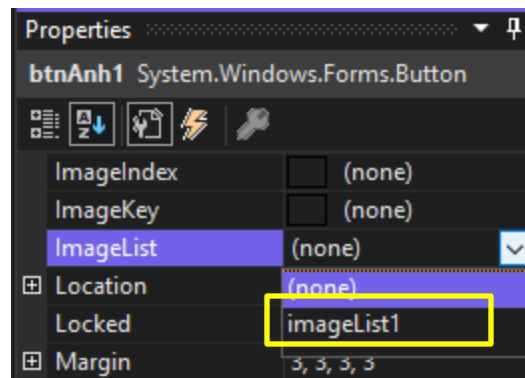 Properties
btnAnh1 System.Windows.Forms.Button
ImageIndex (none)
ImageKey (none)
ImageList (none)
Location (none)
Locked imageList1
Margin 3, 3, 3, 3